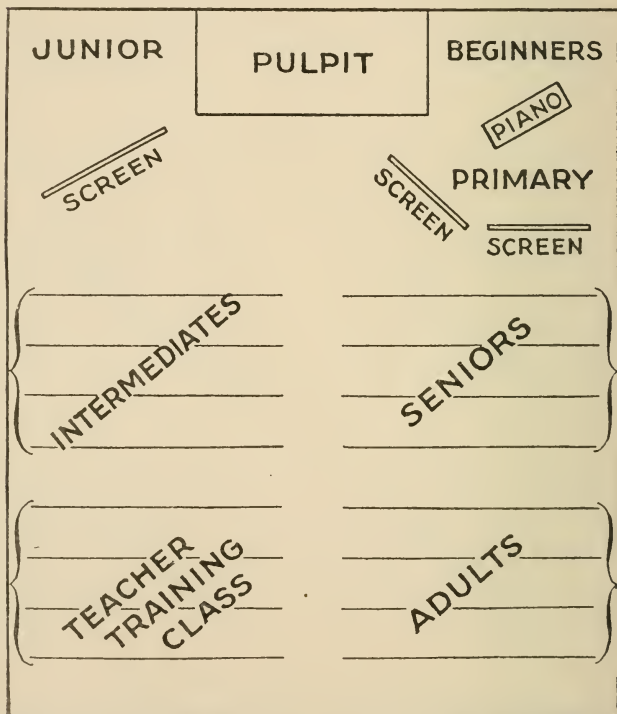 JUNIOR
PULPIT
BEGINNERS
PIANO
SCREEN
SCREEN
PRIMARY
SCREEN
INTERMEDIATES
SENIORS
TEACHER
TRAINING
CLASS
ADULTS